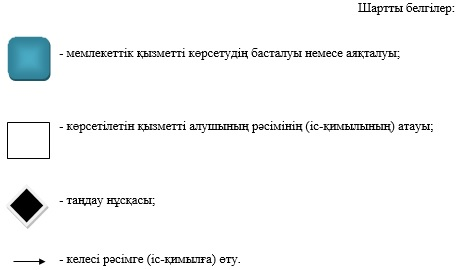 Шартты белгілер:
- мемлекеттік қызметті көрсетудің басталуы немесе аяқталуы;
- көрсетілетін қызметті алушының рәсімінің (іс-қимылының) атауы;
- таңдау нұсқасы;
- келесі рәсімге (іс-қимылға) өту.